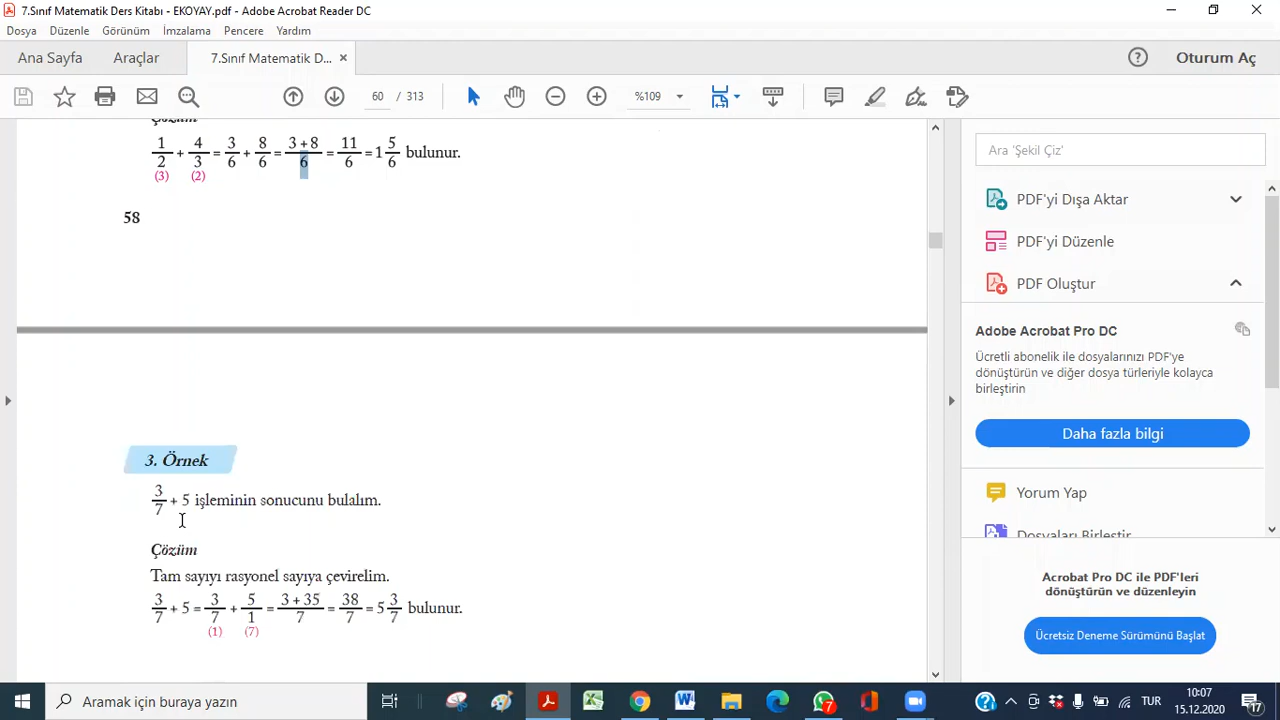 7.Sınıf Matematik Ders Kitabı - EKOYAY.pdf - Adobe Acrobat Reader DC
Dosya Düzenle Görünüm İmzalama Pencere Yardım
Ana Sayfa Araçlar 7.Sınıf Matematik D... × Oturum Aç
60 / 313 %109
Çözüm
1/2 + 4/3 = 3/6 + 8/6 = (3 + 8)/6 = 11/6 = 1 5/6 bulunur.
(3) (2)
58
3. Örnek
3/7 + 5 işleminin sonucunu bulalım.
Çözüm
Tam sayıyı rasyonel sayıya çevirelim.
3/7 + 5 = 3/7 + 5/1 = (3 + 35)/7 = 38/7 = 5 3/7 bulunur.
(1) (7)
Ara 'Şekil Çiz'
PDF'yi Dışa Aktar
PDF'yi Düzenle
PDF Oluştur
Adobe Acrobat Pro DC
Ücretli abonelik ile dosyalarınızı PDF'ye
dönüştürün ve diğer dosya türleriyle kolayca
birleştirin
Daha fazla bilgi
Yorum Yap
Dosyaları Birleştir
Acrobat Pro DC ile PDF'leri
dönüştürün ve düzenleyin
Ücretsiz Deneme Sürümünü Başlat
Aramak için buraya yazın
7
TUR
10:07
15.12.2020
17